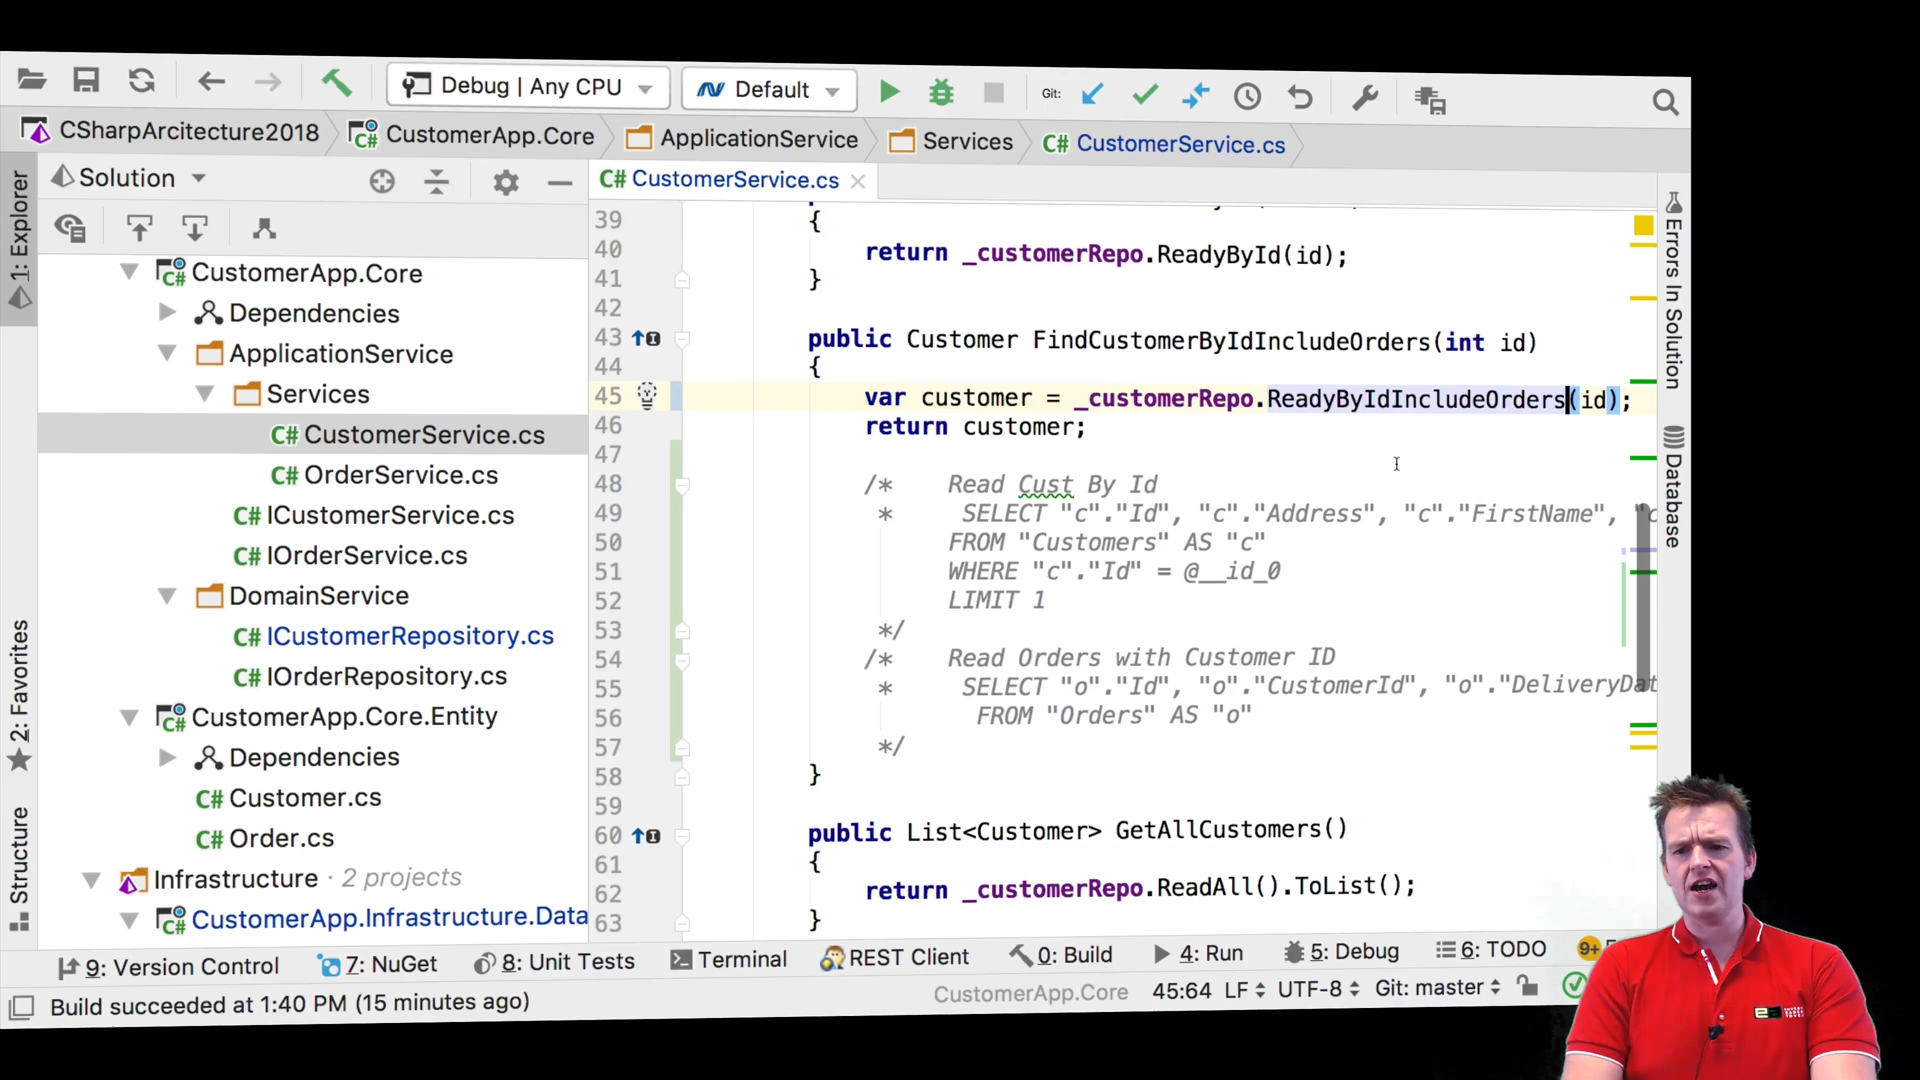 Debug | Any CPU
Default
Git:
CSharpArcitecture2018
CustomerApp.Core
ApplicationService
Services
CustomerService.cs
1: Explorer
2: Favorites
Structure
Solution
CustomerApp.Core
Dependencies
ApplicationService
Services
C# CustomerService.cs
C# OrderService.cs
C# ICustomerService.cs
C# IOrderService.cs
DomainService
C# ICustomerRepository.cs
C# IOrderRepository.cs
CustomerApp.Core.Entity
Dependencies
C# Customer.cs
C# Order.cs
Infrastructure · 2 projects
CustomerApp.Infrastructure.Data
C# CustomerService.cs
39 {
40 return _customerRepo.ReadyById(id);
41 }
42
43 public Customer FindCustomerByIdIncludeOrders(int id)
44 {
45 var customer = _customerRepo.ReadyByIdIncludeOrders(id);
46 return customer;
47
48 /* Read Cust By Id
49 * SELECT "c"."Id", "c"."Address", "c"."FirstName",
50 FROM "Customers" AS "c"
51 WHERE "c"."Id" = @__id_0
52 LIMIT 1
53 */
54 /* Read Orders with Customer ID
55 * SELECT "o"."Id", "o"."CustomerId", "o"."DeliveryDat
56 FROM "Orders" AS "o"
57 */
58 }
59
60 public List<Customer> GetAllCustomers()
61 {
62 return _customerRepo.ReadAll().ToList();
63 }
Errors In Solution
Database
9: Version Control
7: NuGet
8: Unit Tests
Terminal
REST Client
0: Build
4: Run
5: Debug
6: TODO
9+
Build succeeded at 1:40 PM (15 minutes ago)
CustomerApp.Core
45:64
LF
UTF-8
Git: master